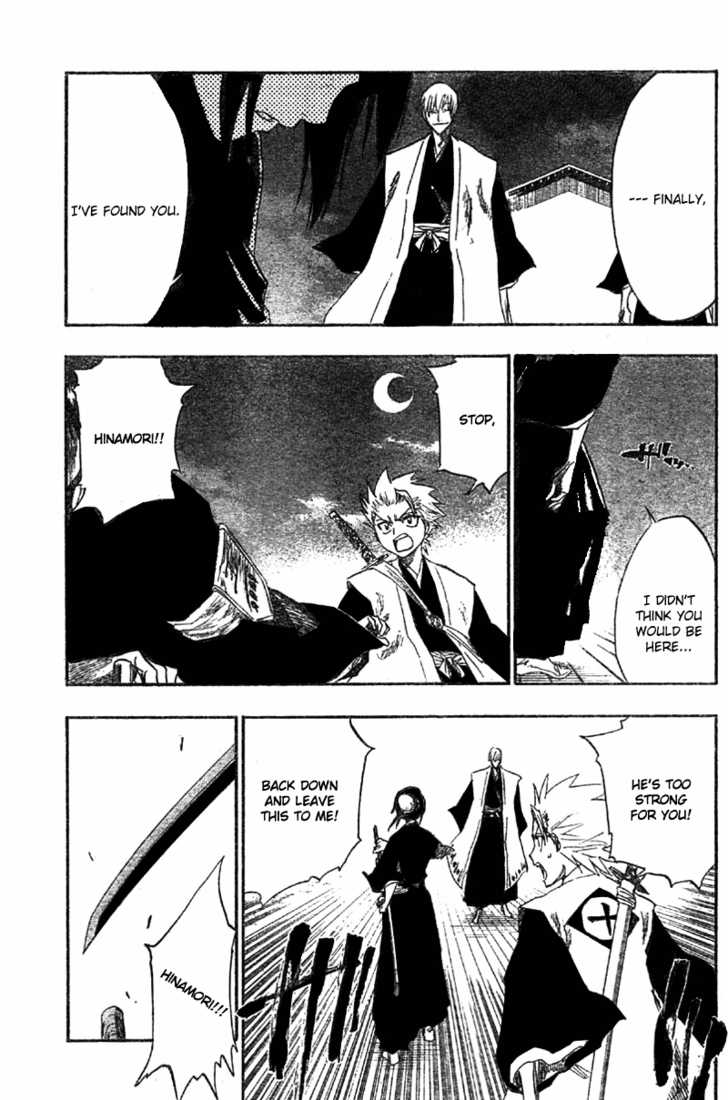 --- FINALLY,
I'VE FOUND YOU.
I DIDN'T
THINK YOU
WOULD BE
HERE...
STOP,
HINAMORI!!
HE'S TOO
STRONG
FOR YOU!
BACK DOWN
AND LEAVE
THIS TO ME!
十
HINAMORI!!!